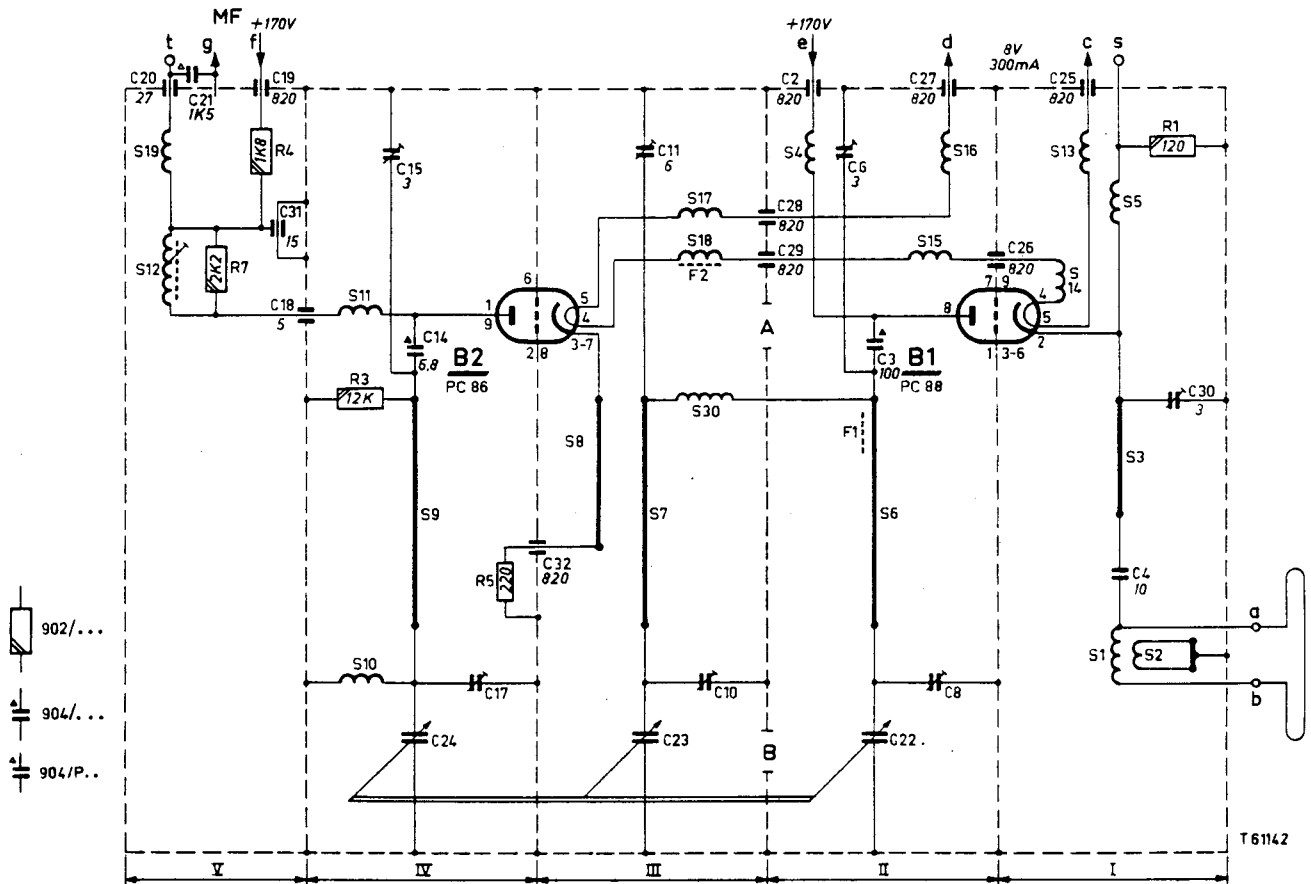 MF
+170V
+170V
t
g
f
e
d
8V
300mA
c
s
C20
27
C21
1K5
C19
820
C2
820
C27
820
C25
820
S19
1K8
R4
C15
3
C11
6
S4
C6
3
S16
S13
R1
120
S5
S17
C28
820
C31
15
S12
2K2
R7
S18
F2
C29
820
S15
C26
820
S
14
C18
5
S11
6
1
9
5
4
3-7
2
8
7
9
4
5
2
8
1
3-6
C14
6,8
B2
PC 86
A
C3
100
B1
PC 88
R3
12K
S30
C30
3
S8
F1
S3
S9
S7
S6
C32
820
R5
220
C4
10
902/...
S1
S2
a
b
S10
C17
C10
C8
904/...
C24
C23
C22
B
904/P..
T61142
V
IV
III
II
I